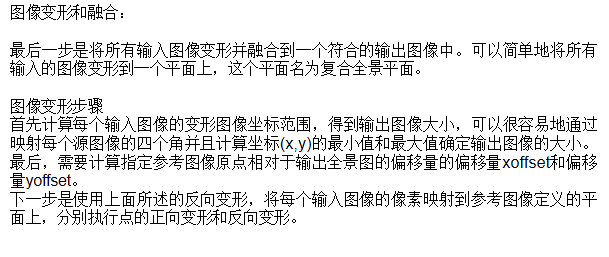 图像变形和融合：
最后一步是将所有输入图像变形并融合到一个符合的输出图像中。可以简单地将所有
输入的图像变形到一个平面上，这个平面名为复合全景平面。
图像变形步骤
首先计算每个输入图像的变形图像坐标范围，得到输出图像大小，可以很容易地通过
映射每个源图像的四个角并且计算坐标(x,y)的最小值和最大值确定输出图像的大小。
最后，需要计算指定参考图像原点相对于输出全景图的偏移量的偏移量xoffset和偏移
量yoffset。
下一步是使用上面所述的反向变形，将每个输入图像的像素映射到参考图像定义的平
面上，分别执行点的正向变形和反向变形。